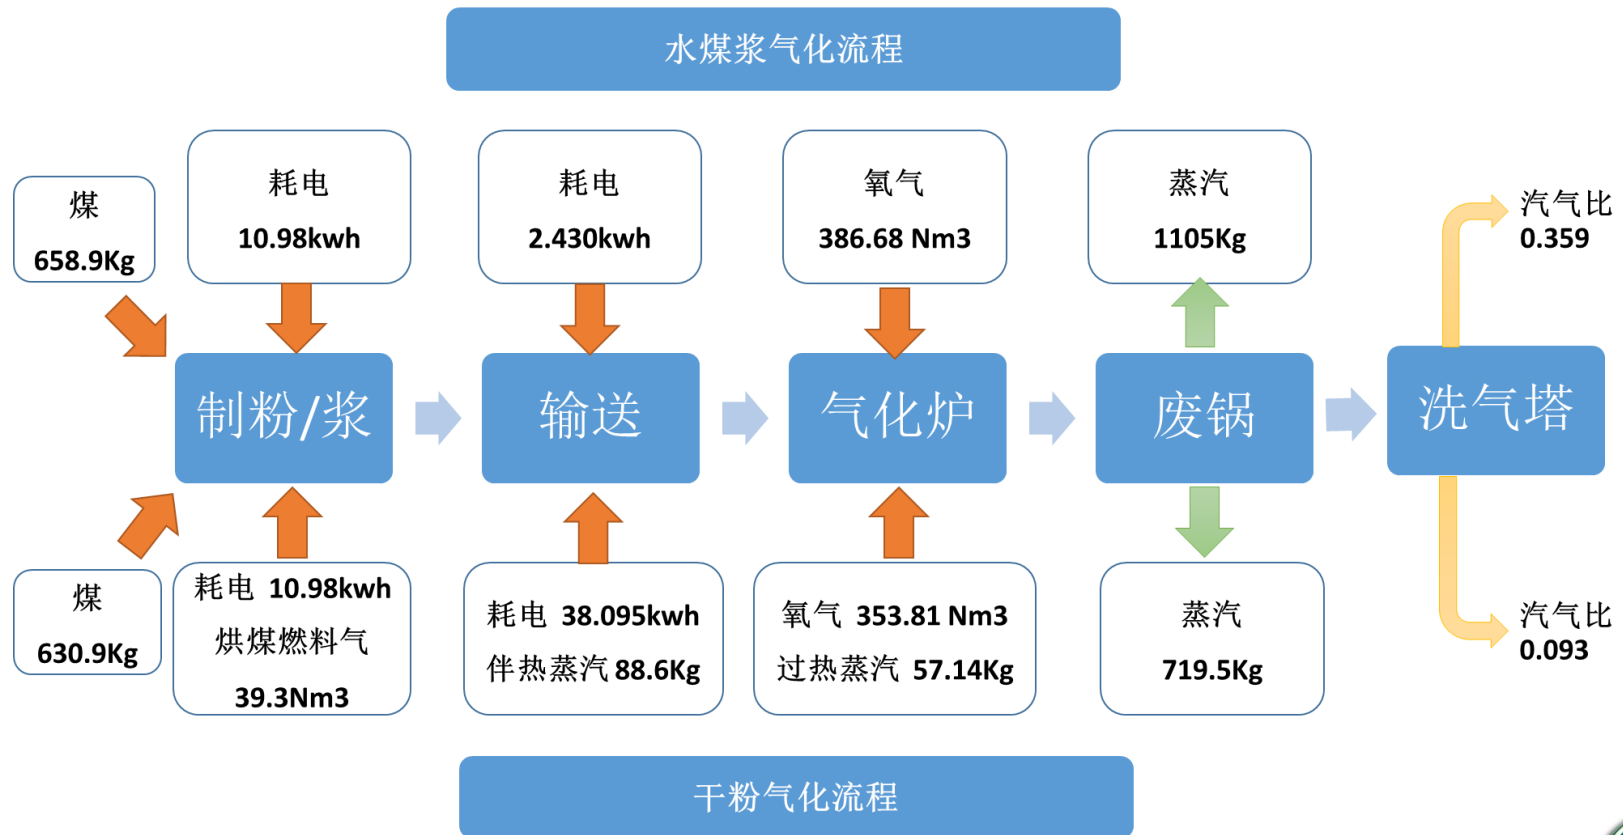 水煤浆气化流程
煤
658.9Kg
耗电
10.98kwh
耗电
2.430kwh
氧气
386.68 Nm3
蒸汽
1105Kg
汽气比
0.359
制粉/浆
输送
气化炉
废锅
洗气塔
煤
630.9Kg
耗电 10.98kwh
烘煤燃料气
39.3Nm3
耗电 38.095kwh
伴热蒸汽 88.6Kg
氧气 353.81 Nm3
过热蒸汽 57.14Kg
蒸汽
719.5Kg
汽气比
0.093
干粉气化流程